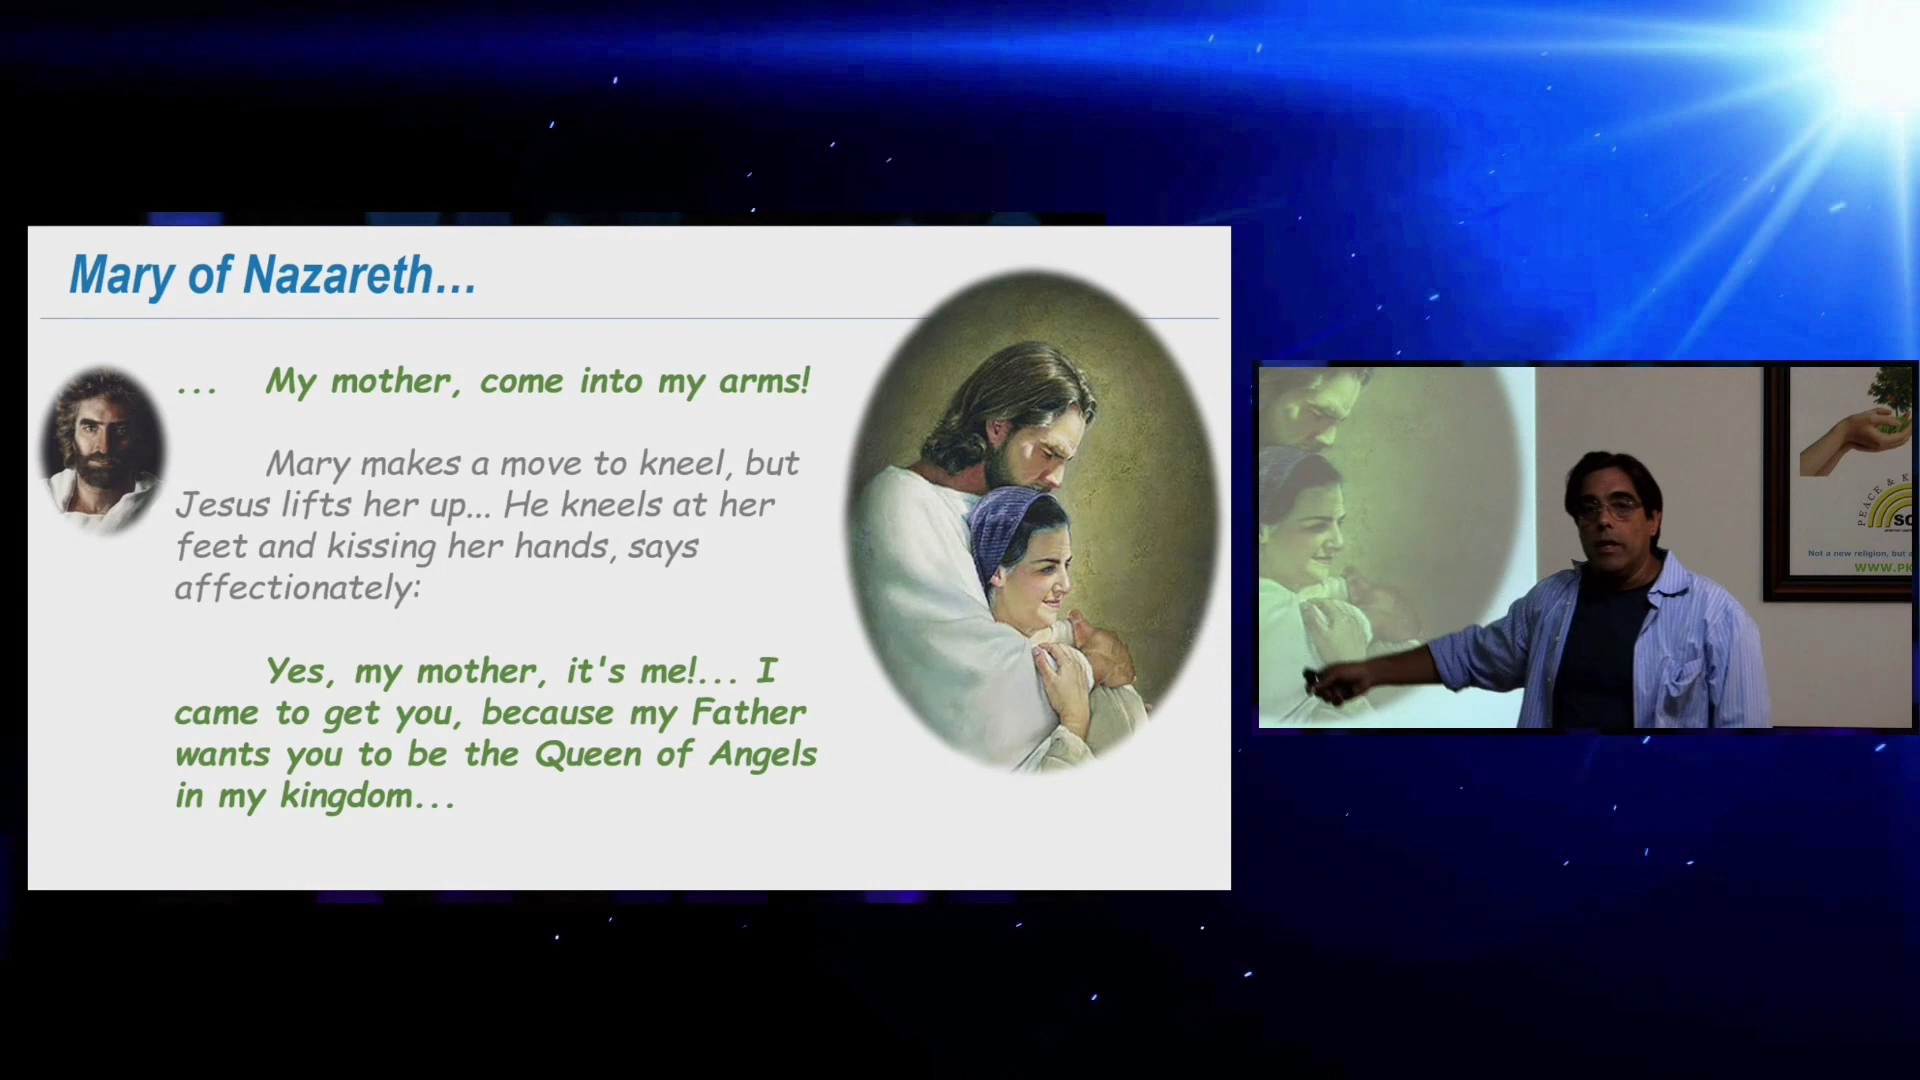 Mary of Nazareth...
... My mother, come into my arms!
Mary makes a move to kneel, but
Jesus lifts her up... He kneels at her
feet and kissing her hands, says
affectionately:
Yes, my mother, it's me!... I
came to get you, because my Father
wants you to be the Queen of Angels
in my kingdom...
PEACE & K
SO
Not a new religion, but a
WWW.PK